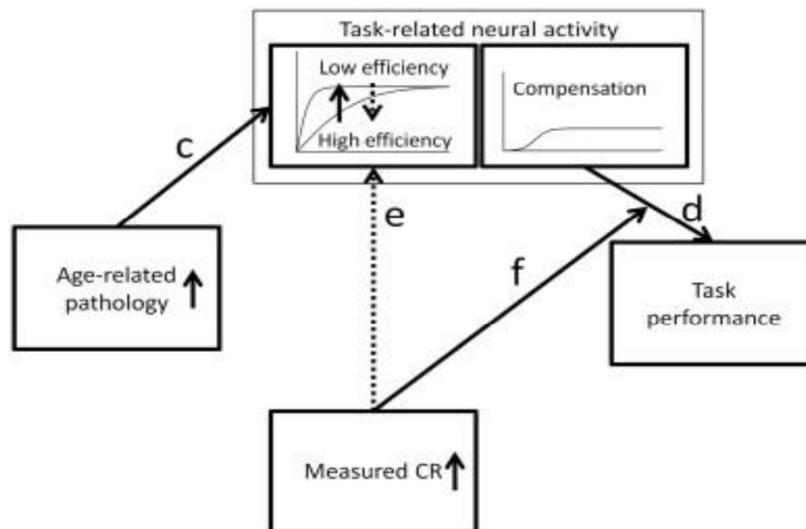 Task-related neural activity
Low efficiency
High efficiency
Compensation
c
e
d
f
Age-related
pathology
Task
performance
Measured CR